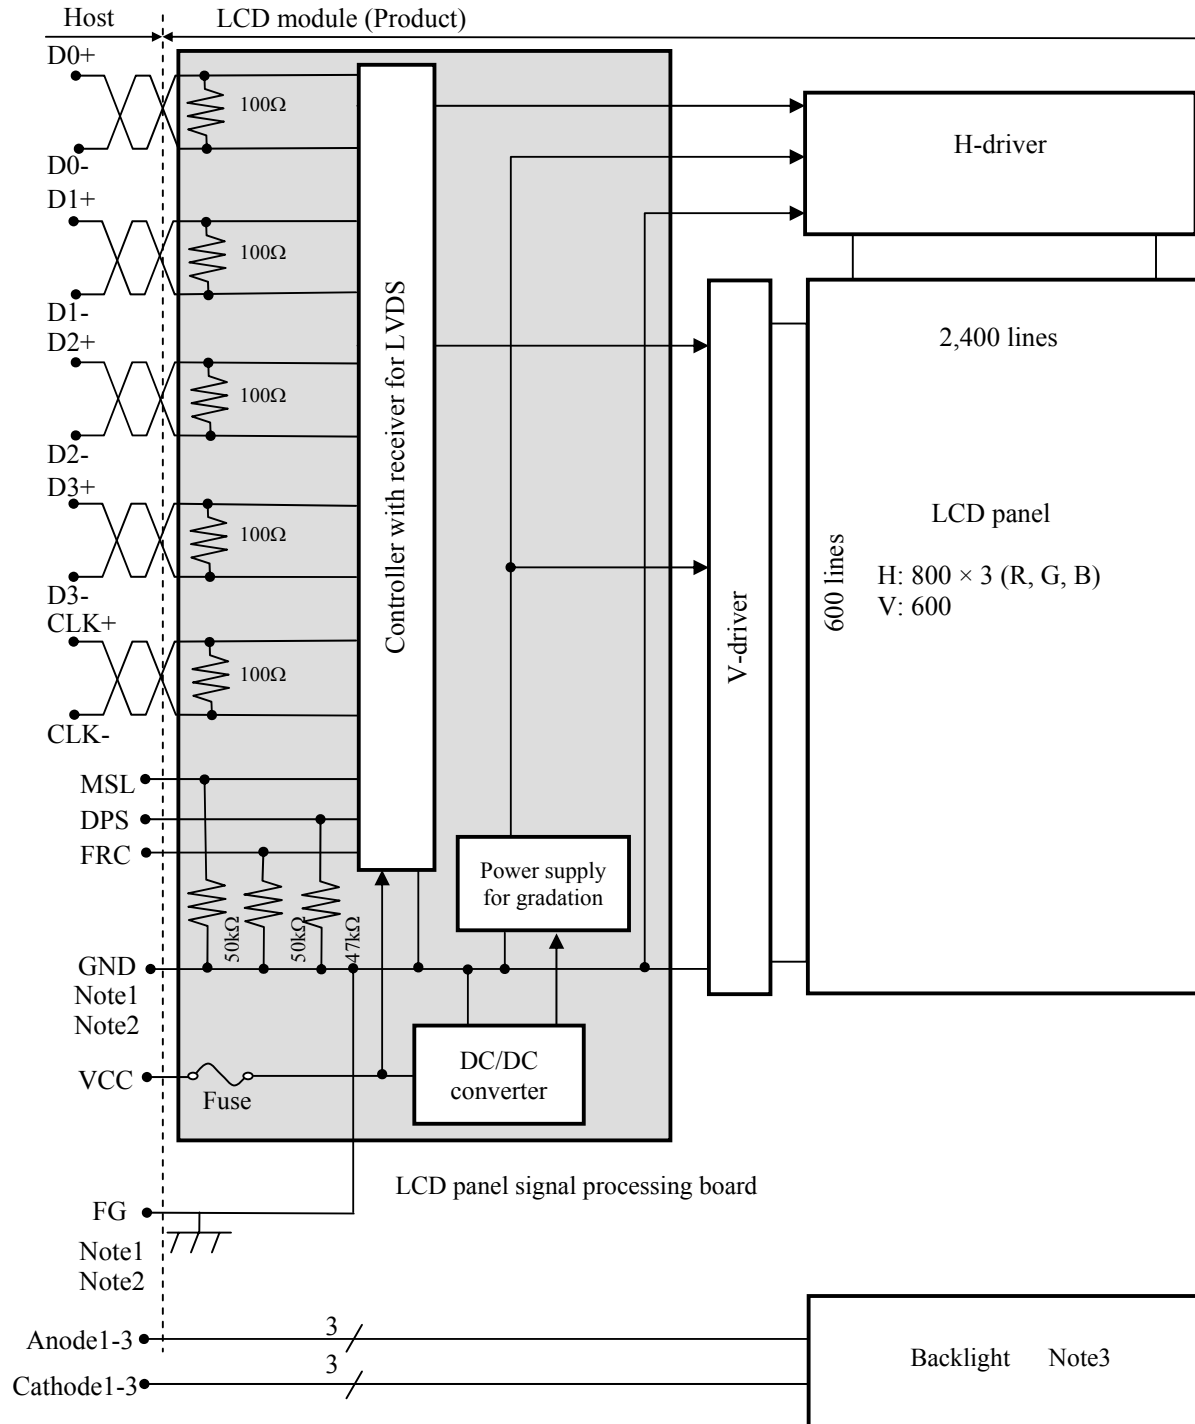 Host
LCD module (Product)
D0+
100Ω
D0-
D1+
100Ω
D1-
D2+
100Ω
D2-
D3+
100Ω
D3-
CLK+
100Ω
CLK-
MSL
DPS
FRC
50kΩ
50kΩ
47kΩ
GND
Note1
Note2
VCC
Fuse
Controller with receiver for LVDS
Power supply
for gradation
DC/DC
converter
H-driver
V-driver
2,400 lines
600 lines
LCD panel
H: 800 × 3 (R, G, B)
V: 600
LCD panel signal processing board
FG
Note1
Note2
Anode1-3
3
Cathode1-3
3
Backlight Note3